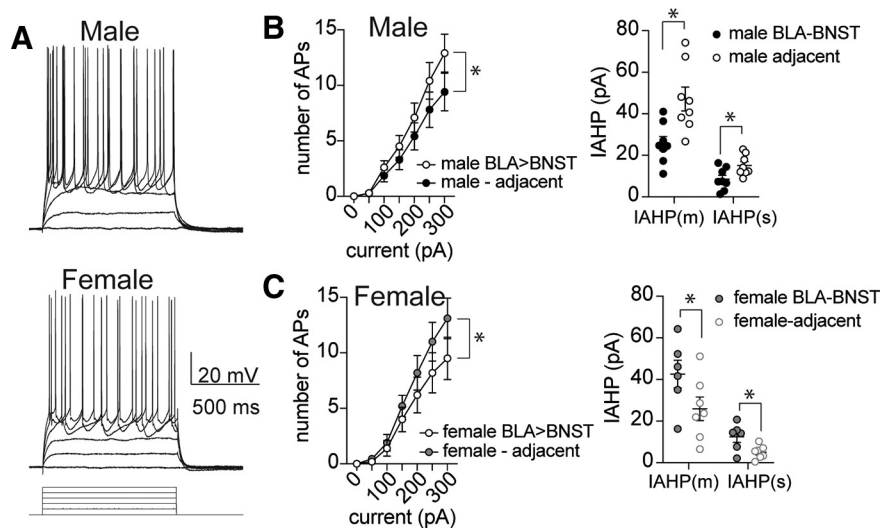 A
Male
Female
20 mV
500 ms
B
Male
number of APs
15
10
5
0
0
100
200
300
current (pA)
male BLA>BNST
male - adjacent
*
IAHP (pA)
80
60
40
20
0
*
*
male BLA-BNST
male adjacent
IAHP(m)
IAHP(s)
C
Female
number of APs
15
10
5
0
0
100
200
300
current (pA)
female BLA>BNST
female - adjacent
*
IAHP (pA)
80
60
40
20
0
*
*
female BLA-BNST
female-adjacent
IAHP(m)
IAHP(s)